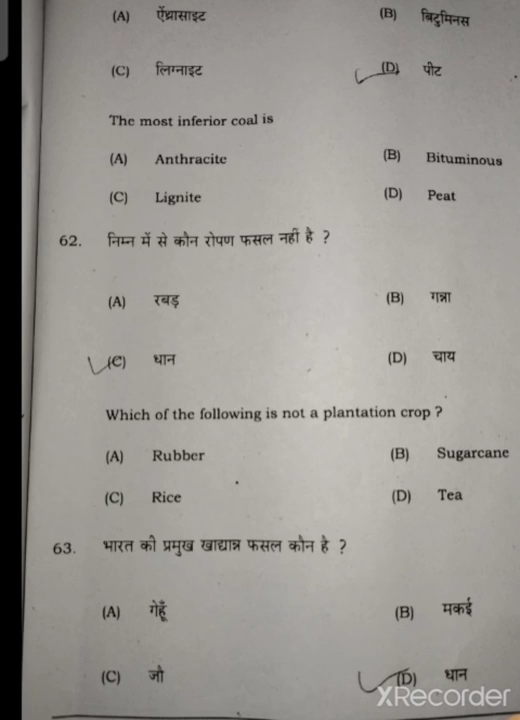 (A) ऐंथ्रासाइट (B) बिटुमिनस
(C) लिग्नाइट (D) पीट
The most inferior coal is
(A) Anthracite (B) Bituminous
(C) Lignite (D) Peat
62. निम्न में से कौन रोपण फसल नहीं है ?
(A) रबड़ (B) गन्ना
(C) धान (D) चाय
Which of the following is not a plantation crop ?
(A) Rubber (B) Sugarcane
(C) Rice (D) Tea
63. भारत की प्रमुख खाद्यान्न फसल कौन है ?
(A) गेहूँ (B) मकई
(C) जौ (D) धान
XRecorder